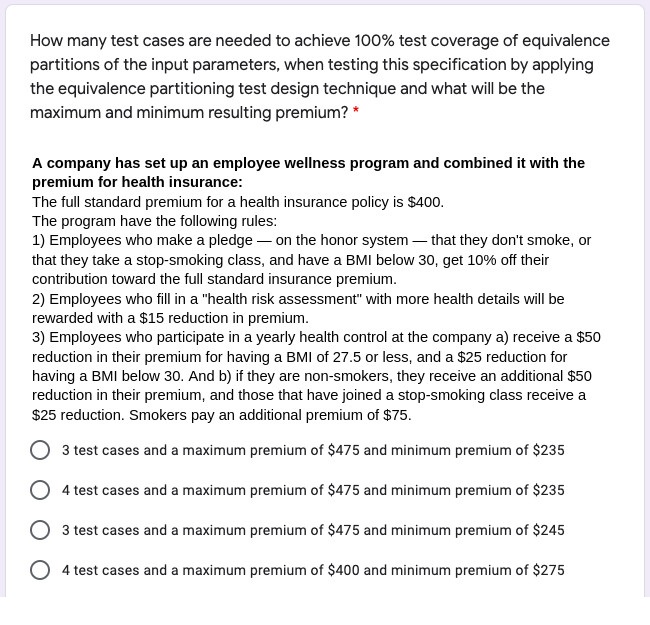 How many test cases are needed to achieve 100% test coverage of equivalence
partitions of the input parameters, when testing this specification by applying
the equivalence partitioning test design technique and what will be the
maximum and minimum resulting premium? *
A company has set up an employee wellness program and combined it with the
premium for health insurance:
The full standard premium for a health insurance policy is $400.
The program have the following rules:
1) Employees who make a pledge — on the honor system — that they don't smoke, or
that they take a stop-smoking class, and have a BMI below 30, get 10% off their
contribution toward the full standard insurance premium.
2) Employees who fill in a "health risk assessment" with more health details will be
rewarded with a $15 reduction in premium.
3) Employees who participate in a yearly health control at the company a) receive a $50
reduction in their premium for having a BMI of 27.5 or less, and a $25 reduction for
having a BMI below 30. And b) if they are non-smokers, they receive an additional $50
reduction in their premium, and those that have joined a stop-smoking class receive a
$25 reduction. Smokers pay an additional premium of $75.
3 test cases and a maximum premium of $475 and minimum premium of $235
4 test cases and a maximum premium of $475 and minimum premium of $235
3 test cases and a maximum premium of $475 and minimum premium of $245
4 test cases and a maximum premium of $400 and minimum premium of $275